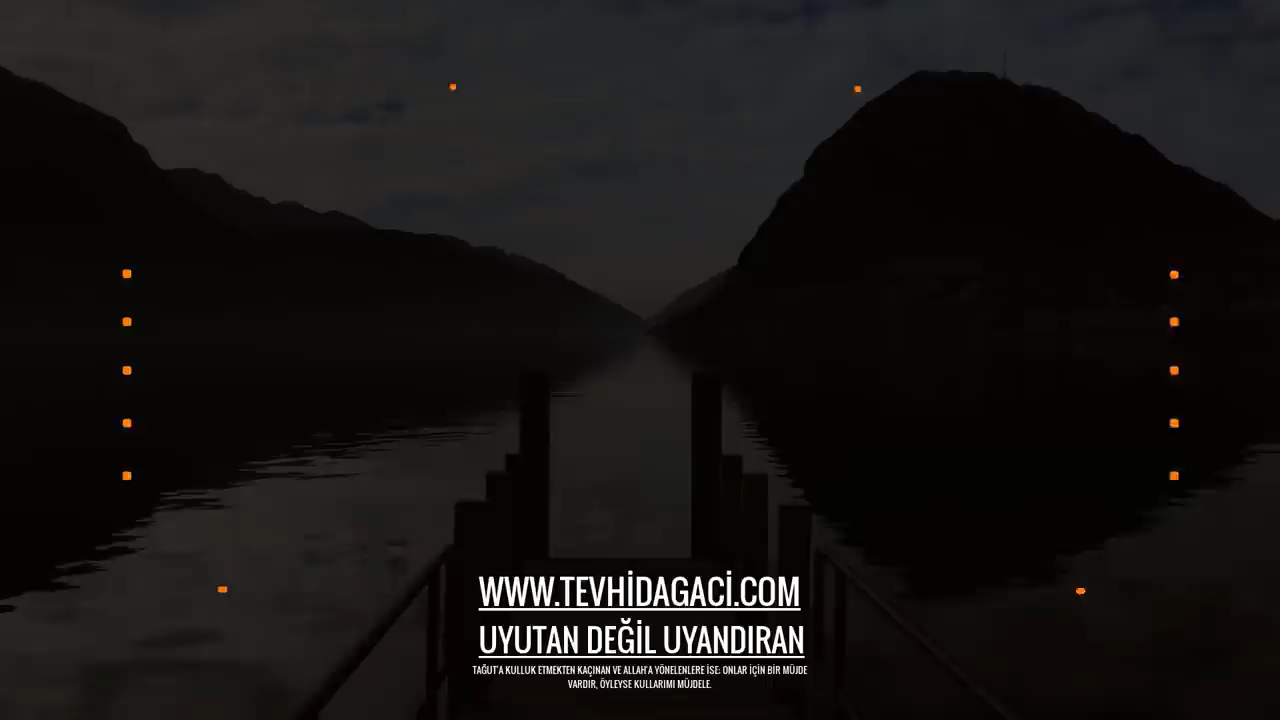 WWW.TEVHİDAGACİ.COM
UYUTAN DEĞİL UYANDIRAN
TAĞUT'A KULLUK ETMEKTEN KAÇINAN VE ALLAH'A YÖNELENLERE İSE; ONLAR İÇİN BİR MÜJDE
VARDIR, ÖYLEYSE KULLARIMI MÜJDELE.